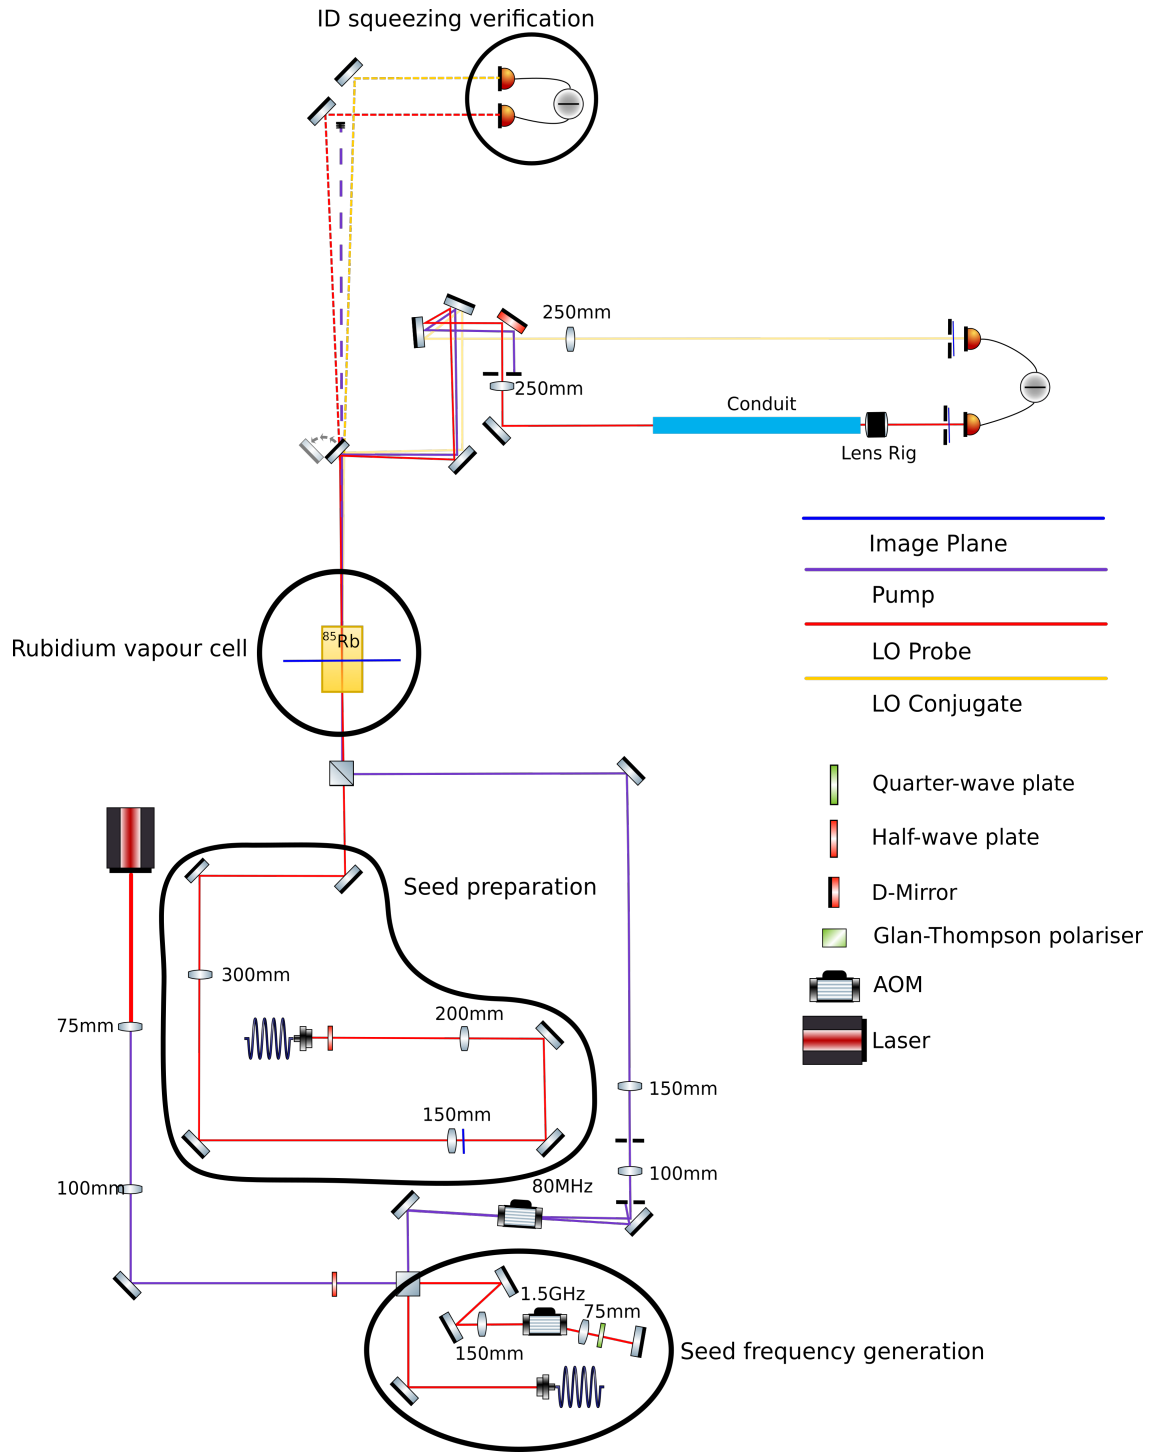 ID squeezing verification
250mm
250mm
Conduit
Lens Rig
Image Plane
Pump
LO Probe
LO Conjugate
Rubidium vapour cell
⁸⁵Rb
Quarter-wave plate
Half-wave plate
D-Mirror
Glan-Thompson polariser
AOM
Laser
Seed preparation
300mm
200mm
75mm
150mm
150mm
100mm
100mm
80MHz
1.5GHz
75mm
150mm
Seed frequency generation